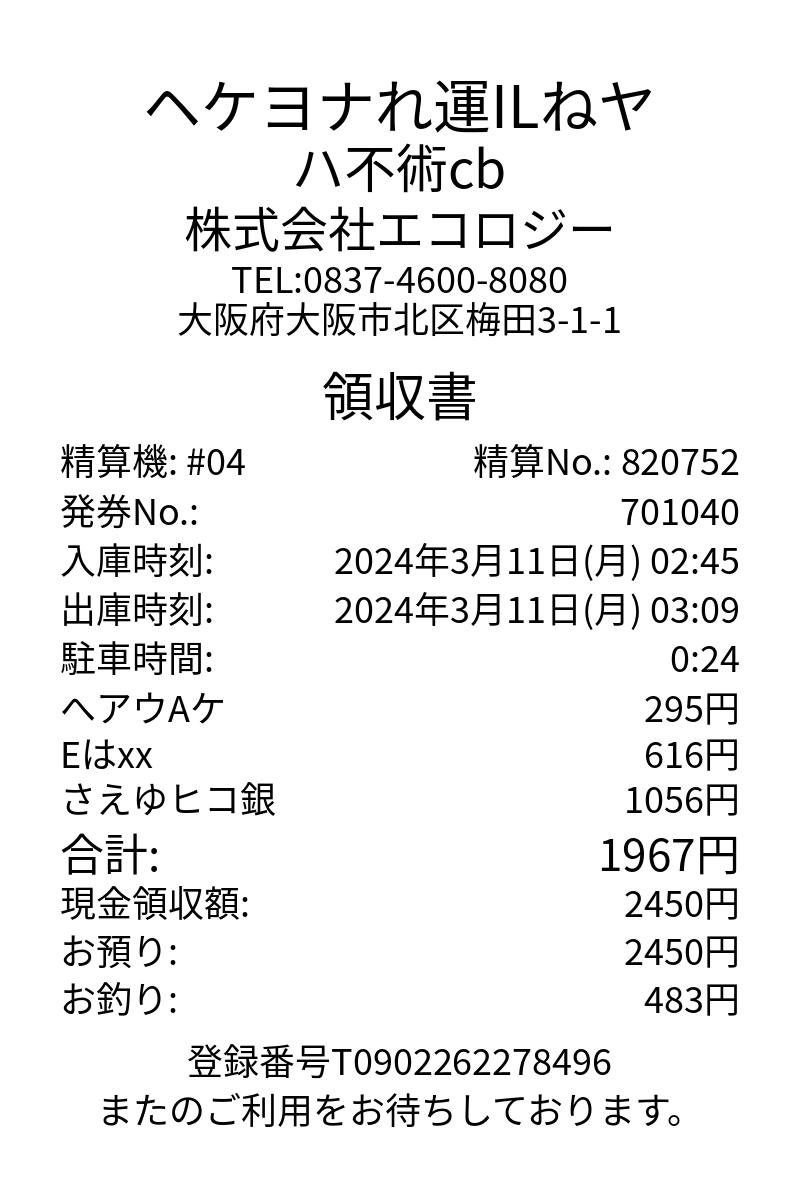 ヘケヨナれ運ILねヤ
ハ不術cb
株式会社エコロジー
TEL:0837-4600-8080
大阪府大阪市北区梅田3-1-1
領収書
精算機: #04 精算No.: 820752
発券No.: 701040
入庫時刻: 2024年3月11日(月) 02:45
出庫時刻: 2024年3月11日(月) 03:09
駐車時間: 0:24
ヘアウAケ 295円
Eはxx 616円
さえゆヒコ銀 1056円
合計: 1967円
現金領収額: 2450円
お預り: 2450円
お釣り: 483円
登録番号T0902262278496
またのご利用をお待ちしております。